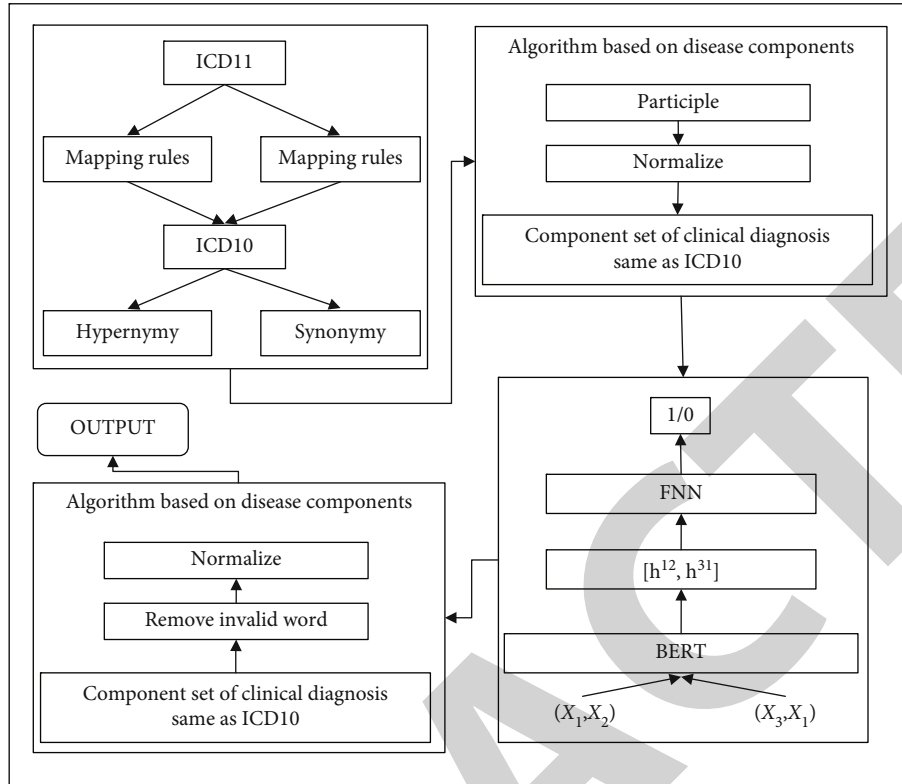 ICD11
Mapping rules
Mapping rules
ICD10
Hypernymy
Synonymy
Algorithm based on disease components
Participle
Normalize
Component set of clinical diagnosis
same as ICD10
1/0
FNN
[h¹², h³¹]
BERT
(X₁,X₂)
(X₃,X₁)
OUTPUT
Algorithm based on disease components
Normalize
Remove invalid word
Component set of clinical diagnosis
same as ICD10